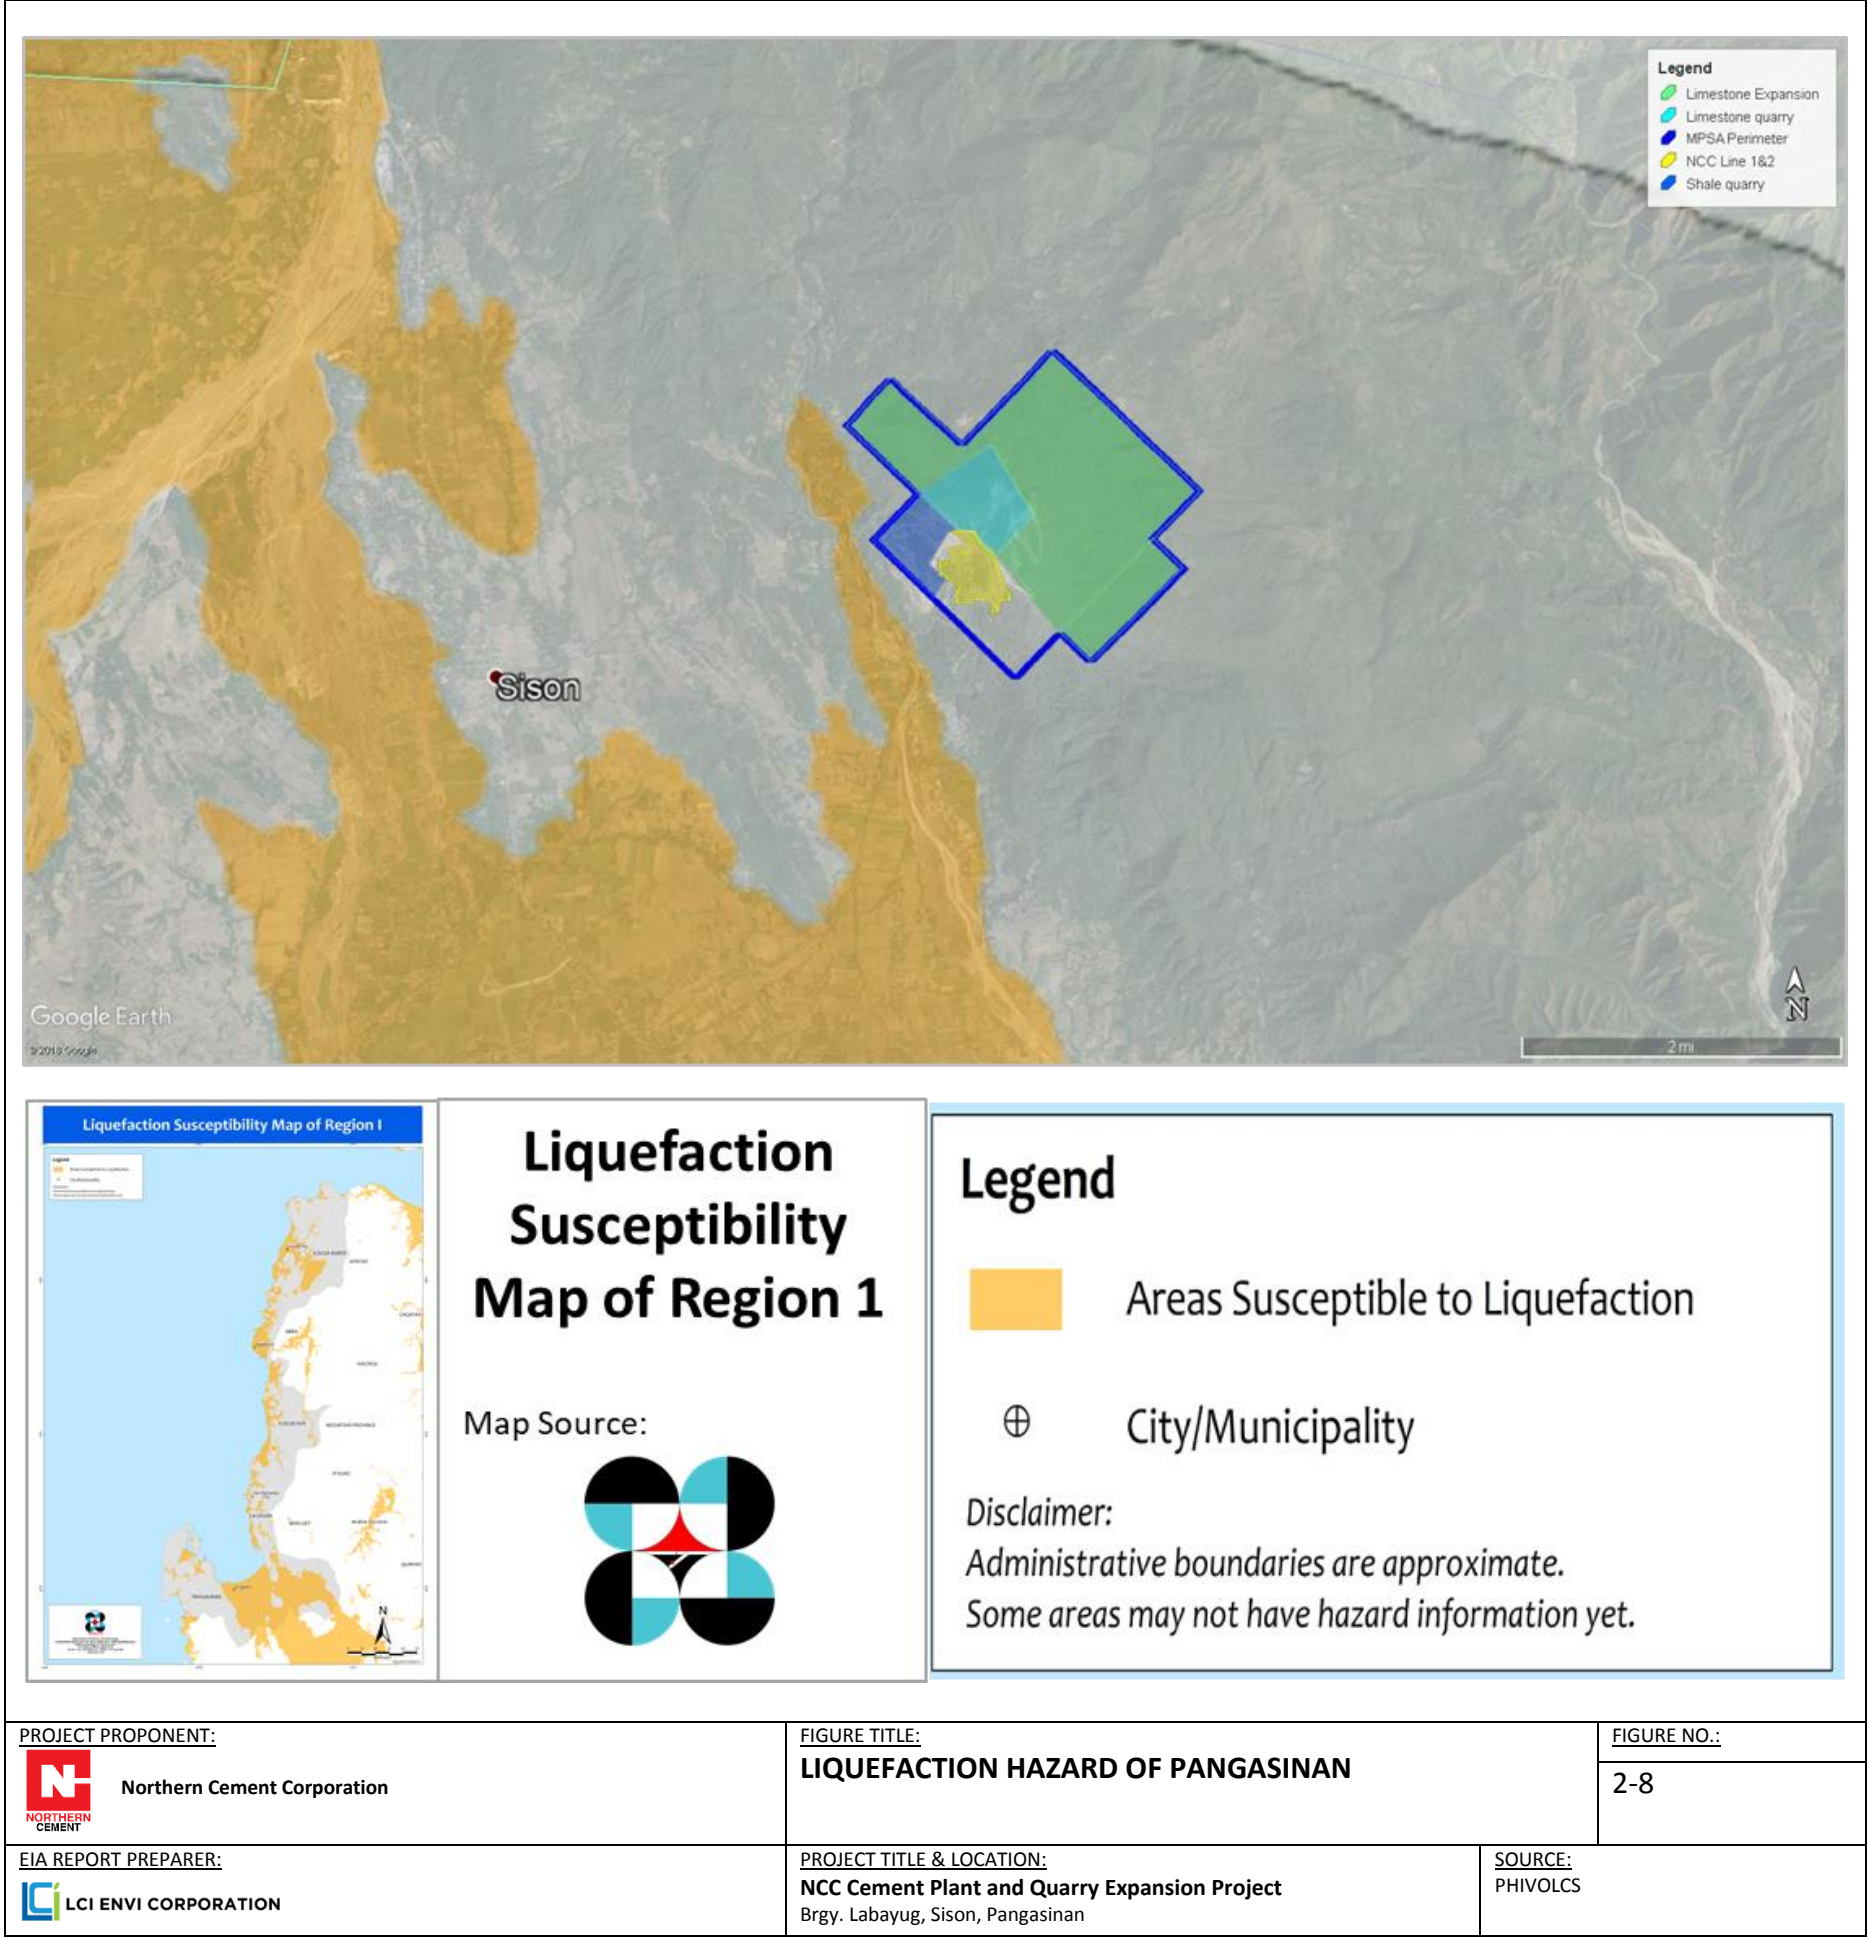 Legend
Limestone Expansion
Limestone quarry
MPSA Perimeter
NCC Line 1&2
Shale quarry
Sison
Google Earth
©2018 Google
N
2 mi
Liquefaction Susceptibility Map of Region I
Legend
N
Liquefaction
Susceptibility
Map of Region 1
Map Source:
Legend
Areas Susceptible to Liquefaction
City/Municipality
Disclaimer:
Administrative boundaries are approximate.
Some areas may not have hazard information yet.
PROJECT PROPONENT:
N
NORTHERN
CEMENT
Northern Cement Corporation
FIGURE TITLE:
LIQUEFACTION HAZARD OF PANGASINAN
FIGURE NO.:
2-8
EIA REPORT PREPARER:
LCi LCI ENVI CORPORATION
PROJECT TITLE & LOCATION:
NCC Cement Plant and Quarry Expansion Project
Brgy. Labayug, Sison, Pangasinan
SOURCE:
PHIVOLCS